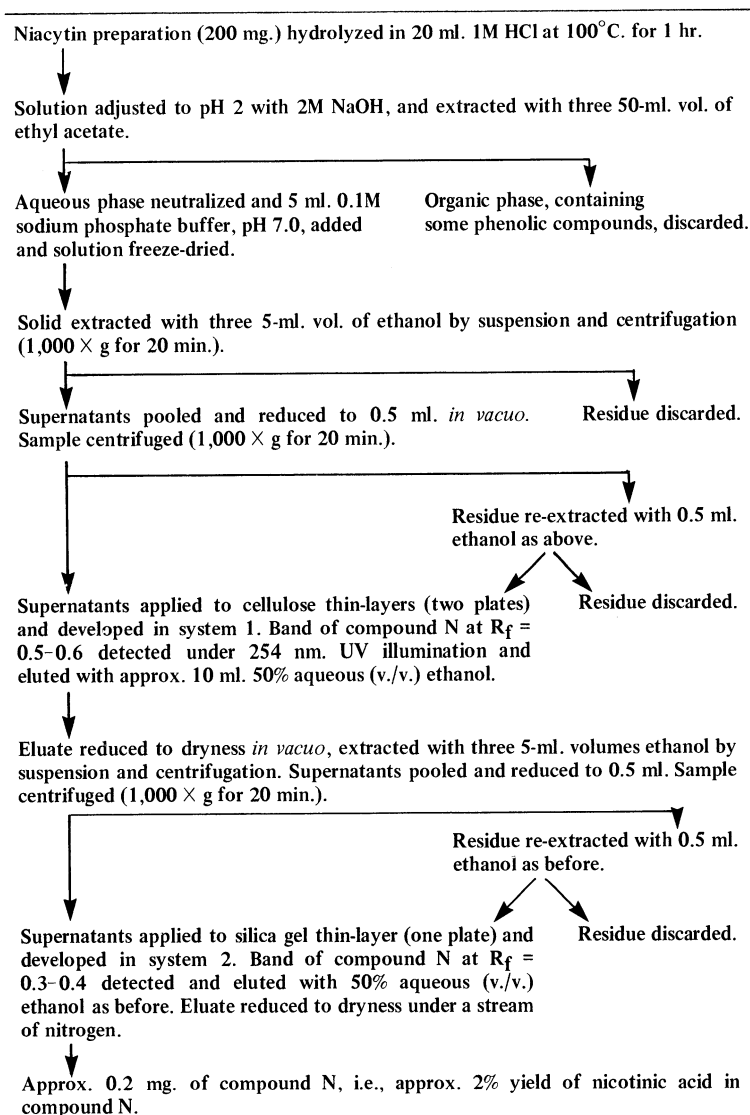 Niacytin preparation (200 mg.) hydrolyzed in 20 ml. 1M HCl at 100°C. for 1 hr.
Solution adjusted to pH 2 with 2M NaOH, and extracted with three 50-ml. vol. of
ethyl acetate.
Aqueous phase neutralized and 5 ml. 0.1M
sodium phosphate buffer, pH 7.0, added
and solution freeze-dried.
Organic phase, containing
some phenolic compounds, discarded.
Solid extracted with three 5-ml. vol. of ethanol by suspension and centrifugation
(1,000 × g for 20 min.).
Supernatants pooled and reduced to 0.5 ml. in vacuo.
Sample centrifuged (1,000 × g for 20 min.).
Residue discarded.
Residue re-extracted with 0.5 ml.
ethanol as above.
Supernatants applied to cellulose thin-layers (two plates)
and developed in system 1. Band of compound N at Rf =
0.5-0.6 detected under 254 nm. UV illumination and
eluted with approx. 10 ml. 50% aqueous (v./v.) ethanol.
Residue discarded.
Eluate reduced to dryness in vacuo, extracted with three 5-ml. volumes ethanol by
suspension and centrifugation. Supernatants pooled and reduced to 0.5 ml. Sample
centrifuged (1,000 × g for 20 min.).
Residue re-extracted with 0.5 ml.
ethanol as before.
Supernatants applied to silica gel thin-layer (one plate) and
developed in system 2. Band of compound N at Rf =
0.3-0.4 detected and eluted with 50% aqueous (v./v.)
ethanol as before. Eluate reduced to dryness under a stream
of nitrogen.
Residue discarded.
Approx. 0.2 mg. of compound N, i.e., approx. 2% yield of nicotinic acid in
compound N.